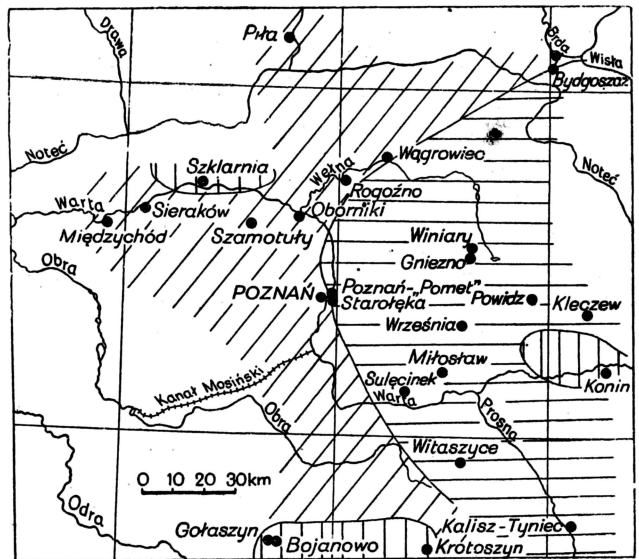 Drawa
Piła
Brda
Wisła
Bydgoszcz
Noteć
Szklarnia
Wełna
Wągrowiec
Noteć
Rogoźno
Warta
Sieraków
Oborniki
Międzychód
Szamotuły
Winiary
Gniezno
Obra
POZNAŃ
Poznań-„Pomet"
Starołęka
Powidz
Kleczew
Września
Miłosław
Kanał Mosiński
Sulęcinek
Konin
Warta
Obra
Prosna
Witaszyce
0 10 20 30km
Odra
Gołaszyn
Bojanowo
Kalisz-Tyniec
Krotoszyn